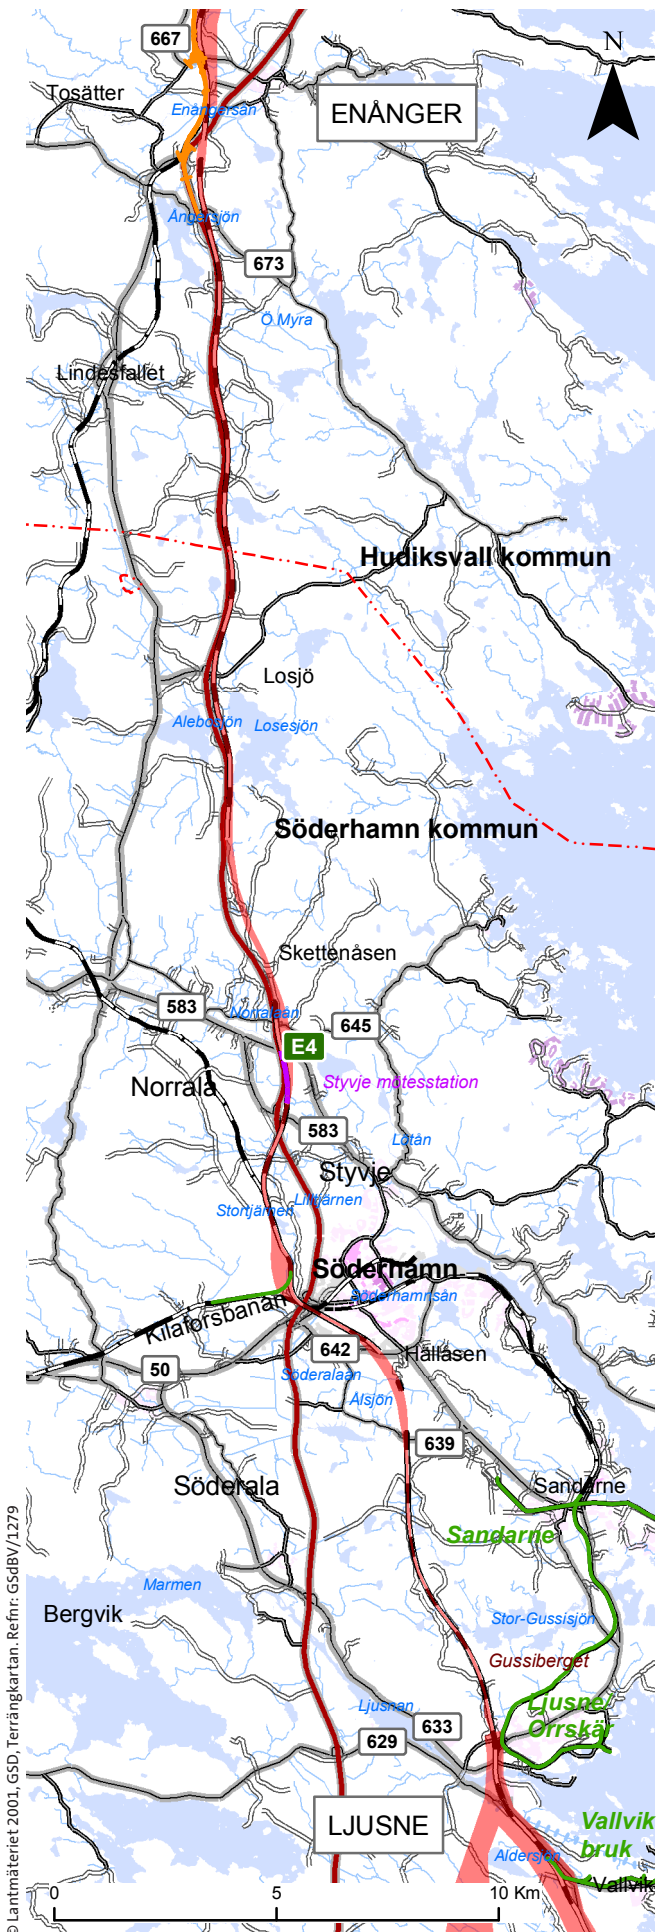 667
N
Tosätter
Enångersån
ENÅNGER
Ångersjön
673
Ö Myra
Lindesfallet
Hudiksvall kommun
Losjö
Alebosjön
Losesjön
Söderhamn kommun
Skettenåsen
583
Norralaån
645
E4
Norrala
Styvje mötesstation
583
Lötån
Styvje
Lilltjärnen
Stortjärnen
Söderhamn
Söderhamnsån
Kilaforsbanan
642
Hällåsen
50
Söderalaån
Älsjön
639
Söderala
Sandarne
Sandarne
Marmen
Bergvik
Stor-Gussisjön
Gussiberget
Ljusnan
Ljusne/
Orrskär
633
629
LJUSNE
Vallvik
bruk
Aldersjön
Vallvik
0
5
10 Km
© Lantmäteriet 2001, GSD, Terrängkartan. Refnr: GSdBV/1279